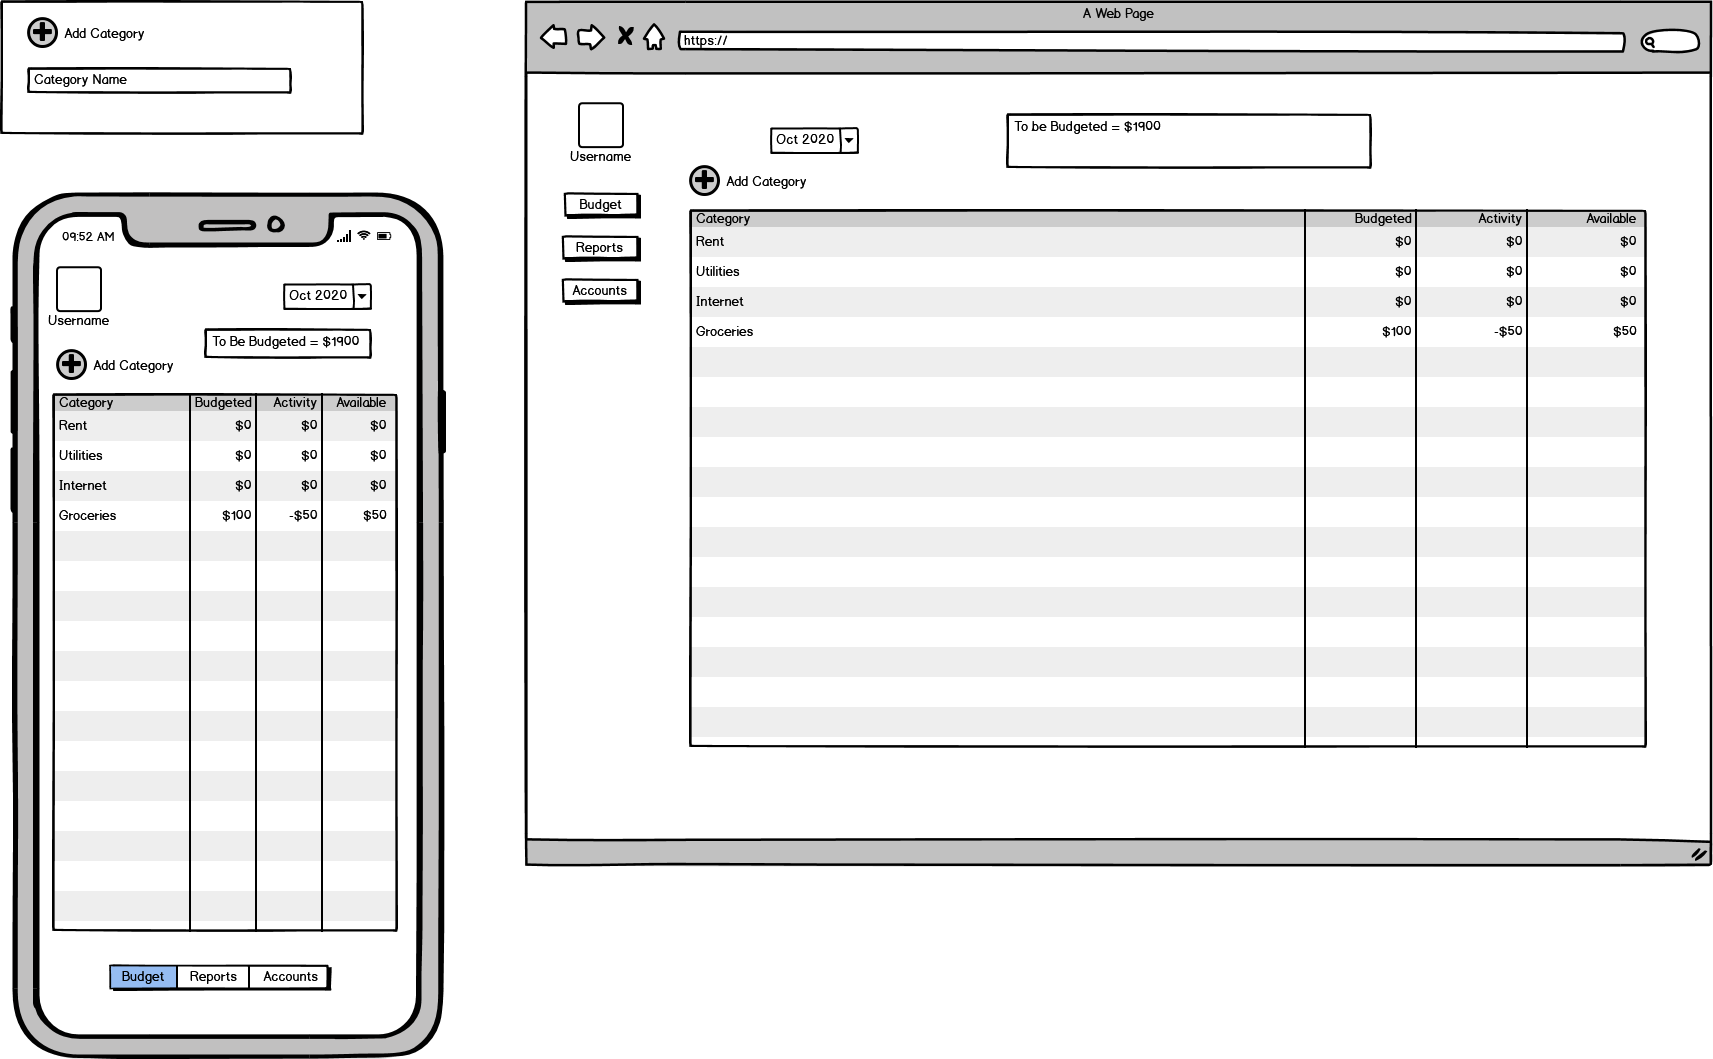 Add Category
Category Name
09:52 AM
Username
Oct 2020
To Be Budgeted = $1900
Add Category
Category Budgeted Activity Available
Rent $0 $0 $0
Utilities $0 $0 $0
Internet $0 $0 $0
Groceries $100 -$50 $50
Budget Reports Accounts
A Web Page
https://
Username
Budget
Reports
Accounts
Oct 2020
To be Budgeted = $1900
Add Category
Category Budgeted Activity Available
Rent $0 $0 $0
Utilities $0 $0 $0
Internet $0 $0 $0
Groceries $100 -$50 $50